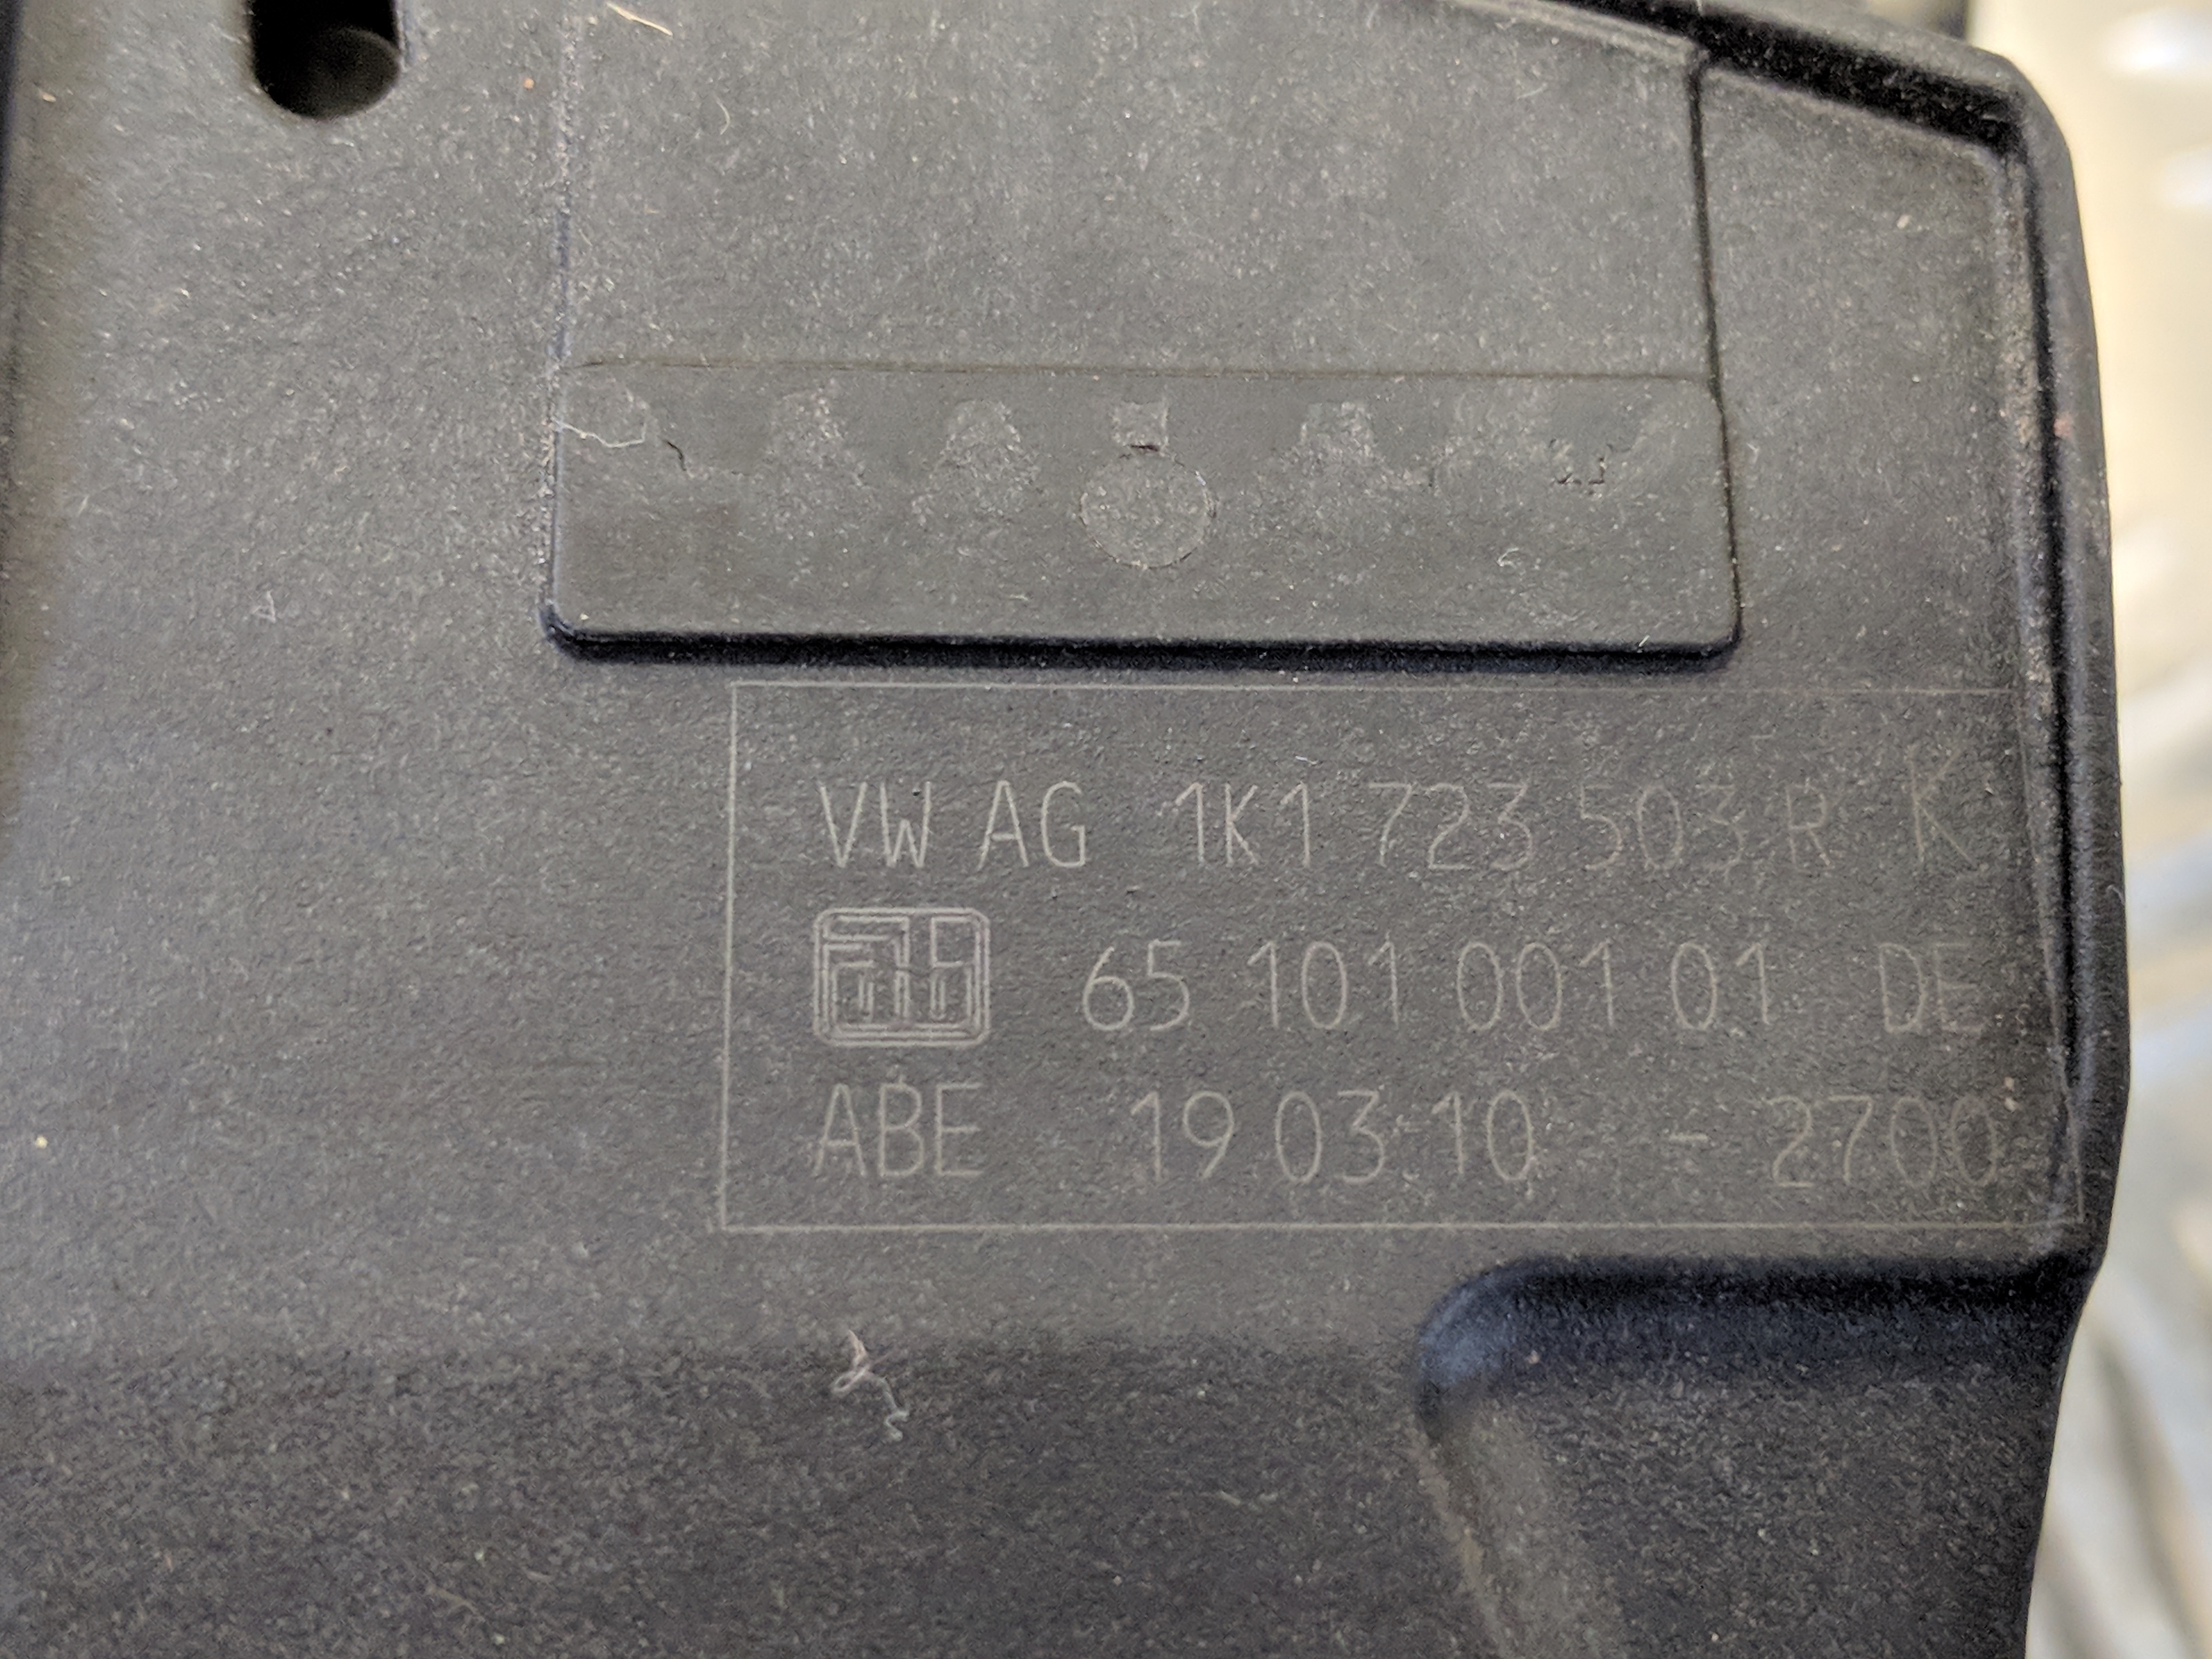 VW AG 1K1 723 503 R K
65 101 001 01 DE
ABE 19 03 10 - 2700